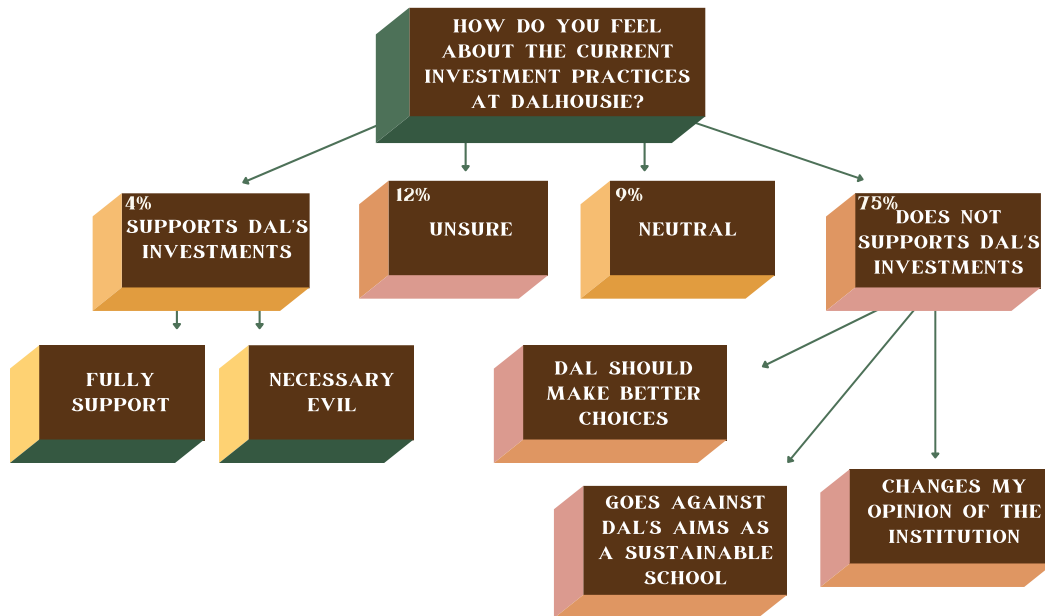 HOW DO YOU FEEL
ABOUT THE CURRENT
INVESTMENT PRACTICES
AT DALHOUSIE?
4%
SUPPORTS DAL'S
INVESTMENTS
12%
UNSURE
9%
NEUTRAL
75%
DOES NOT
SUPPORTS DAL'S
INVESTMENTS
FULLY
SUPPORT
NECESSARY
EVIL
DAL SHOULD
MAKE BETTER
CHOICES
GOES AGAINST
DAL'S AIMS AS
A SUSTAINABLE
SCHOOL
CHANGES MY
OPINION OF THE
INSTITUTION